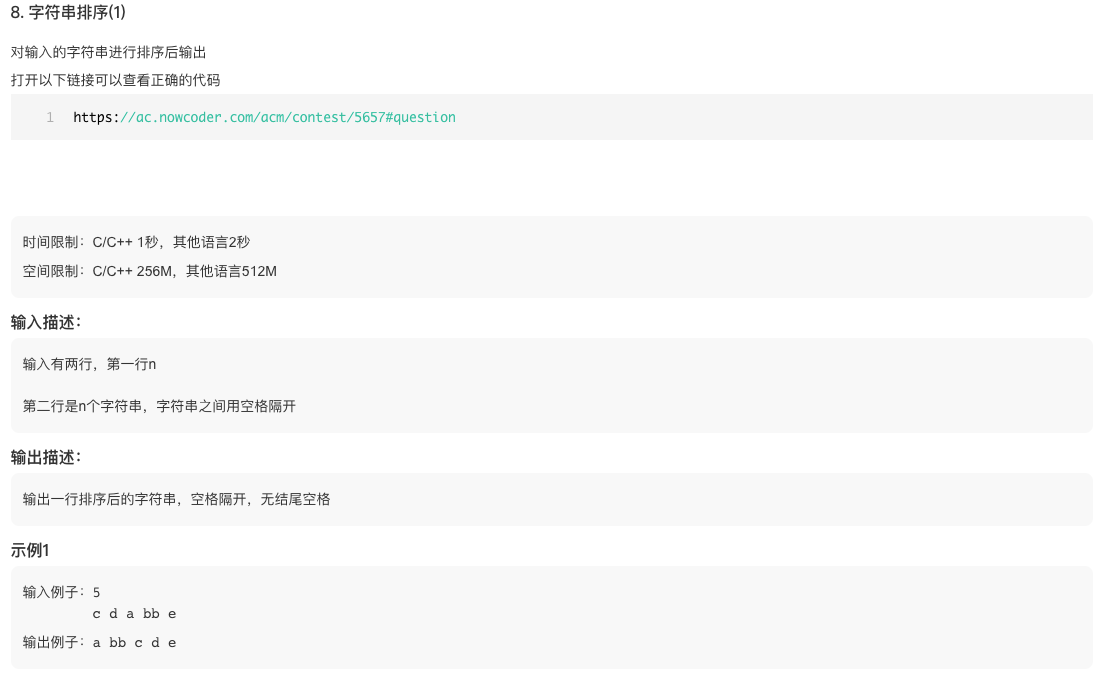 8. 字符串排序(1)
对输入的字符串进行排序后输出
打开以下链接可以查看正确的代码
1 https://ac.nowcoder.com/acm/contest/5657#question
时间限制：C/C++ 1秒，其他语言2秒
空间限制：C/C++ 256M，其他语言512M
输入描述：
输入有两行，第一行n
第二行是n个字符串，字符串之间用空格隔开
输出描述：
输出一行排序后的字符串，空格隔开，无结尾空格
示例1
输入例子：5
c d a bb e
输出例子：a bb c d e